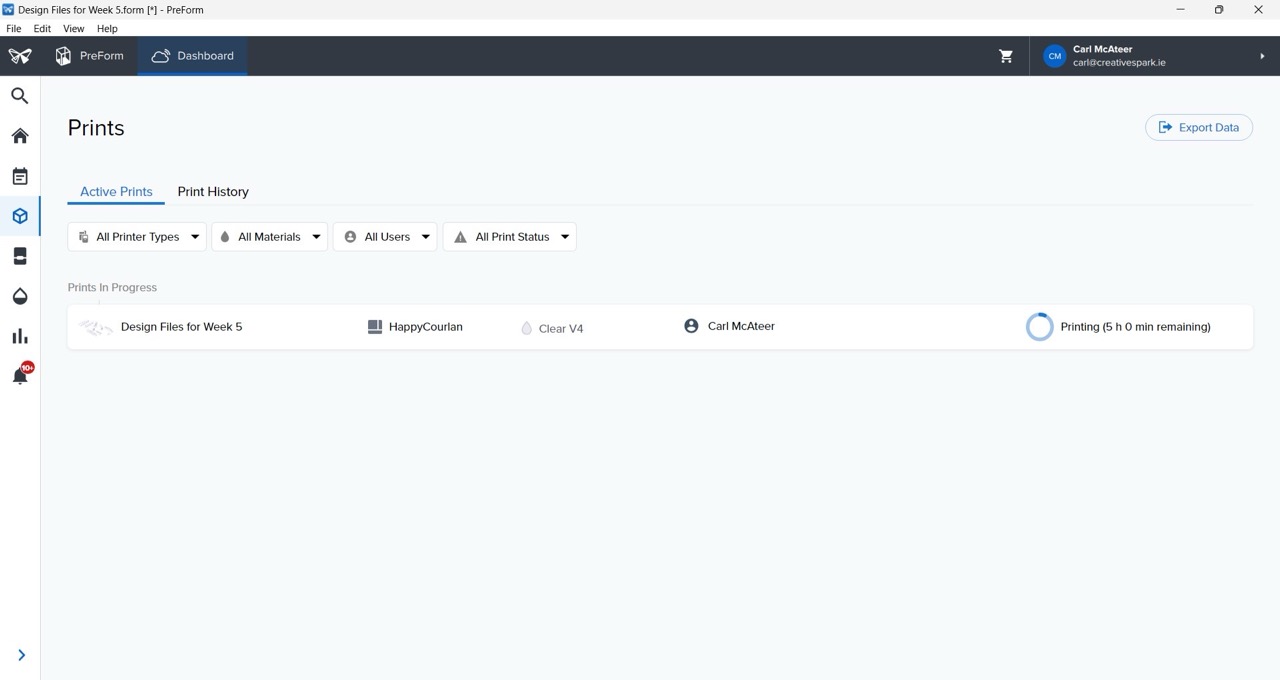 Design Files for Week 5.form [*] - PreForm
File Edit View Help
PreForm Dashboard
CM Carl McAteer
carl@creativespark.ie
Prints
Export Data
Active Prints Print History
All Printer Types All Materials All Users All Print Status
Prints In Progress
Design Files for Week 5 HappyCourlan Clear V4 Carl McAteer Printing (5 h 0 min remaining)
10+